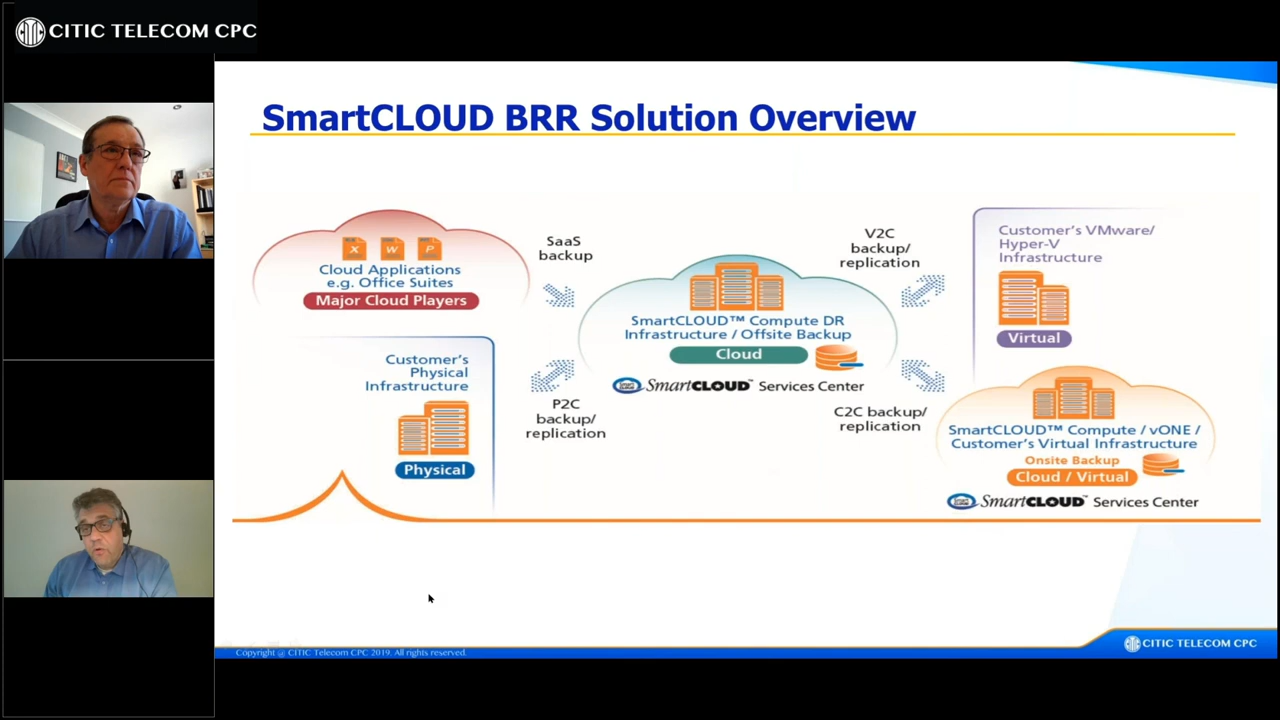 CITIC TELECOM CPC
SmartCLOUD BRR Solution Overview
X W P
Cloud Applications
e.g. Office Suites
Major Cloud Players
SaaS
backup
V2C
backup/
replication
Customer's VMware/
Hyper-V
Infrastructure
Virtual
SmartCLOUD™ Compute DR
Infrastructure / Offsite Backup
Cloud
SmartCLOUD™ Services Center
Customer's
Physical
Infrastructure
Physical
P2C
backup/
replication
C2C backup/
replication
SmartCLOUD™ Compute / vONE /
Customer's Virtual Infrastructure
Onsite Backup
Cloud / Virtual
SmartCLOUD™ Services Center
Copyright @ CITIC Telecom CPC 2019. All rights reserved.
CITIC TELECOM CPC